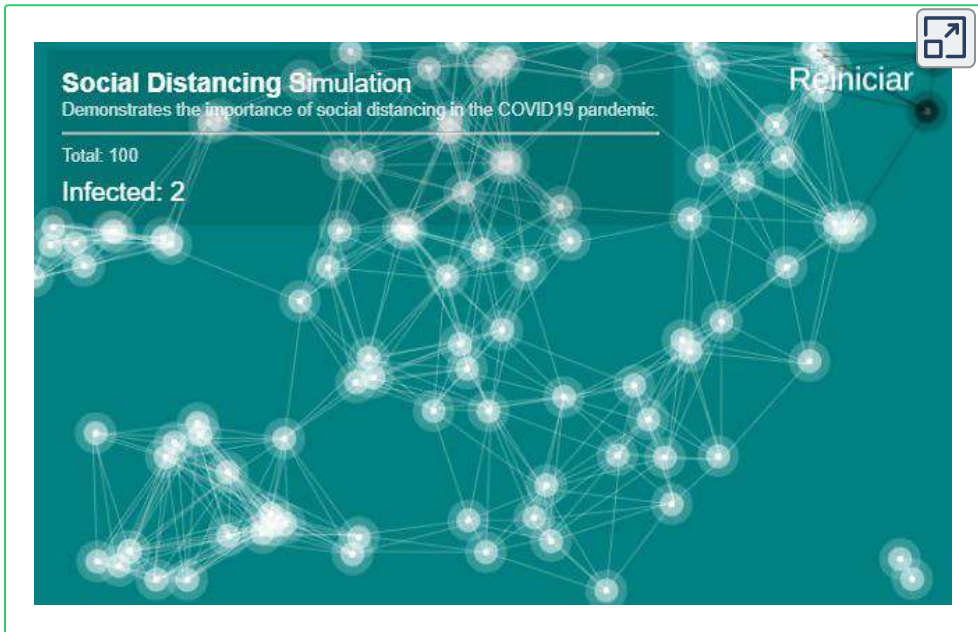 Social Distancing Simulation
Reiniciar
Demonstrates the importance of social distancing in the COVID19 pandemic.
Total: 100
Infected: 2